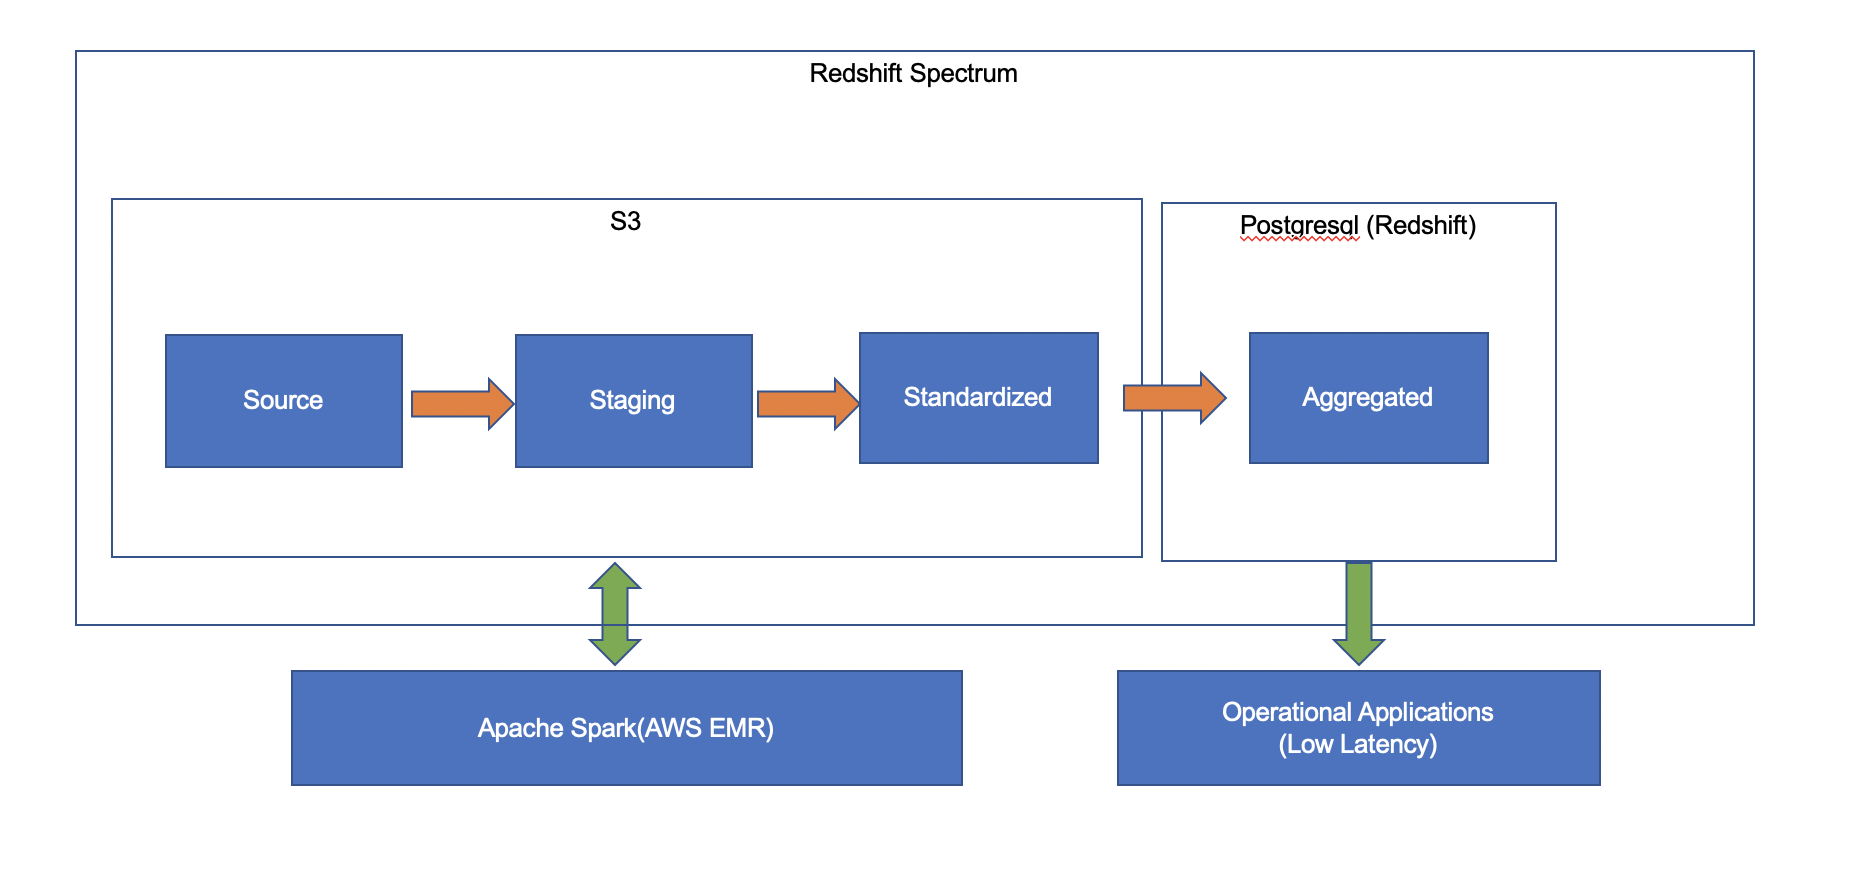 Redshift Spectrum
S3
Postgresql (Redshift)
Source
Staging
Standardized
Aggregated
Apache Spark(AWS EMR)
Operational Applications
(Low Latency)